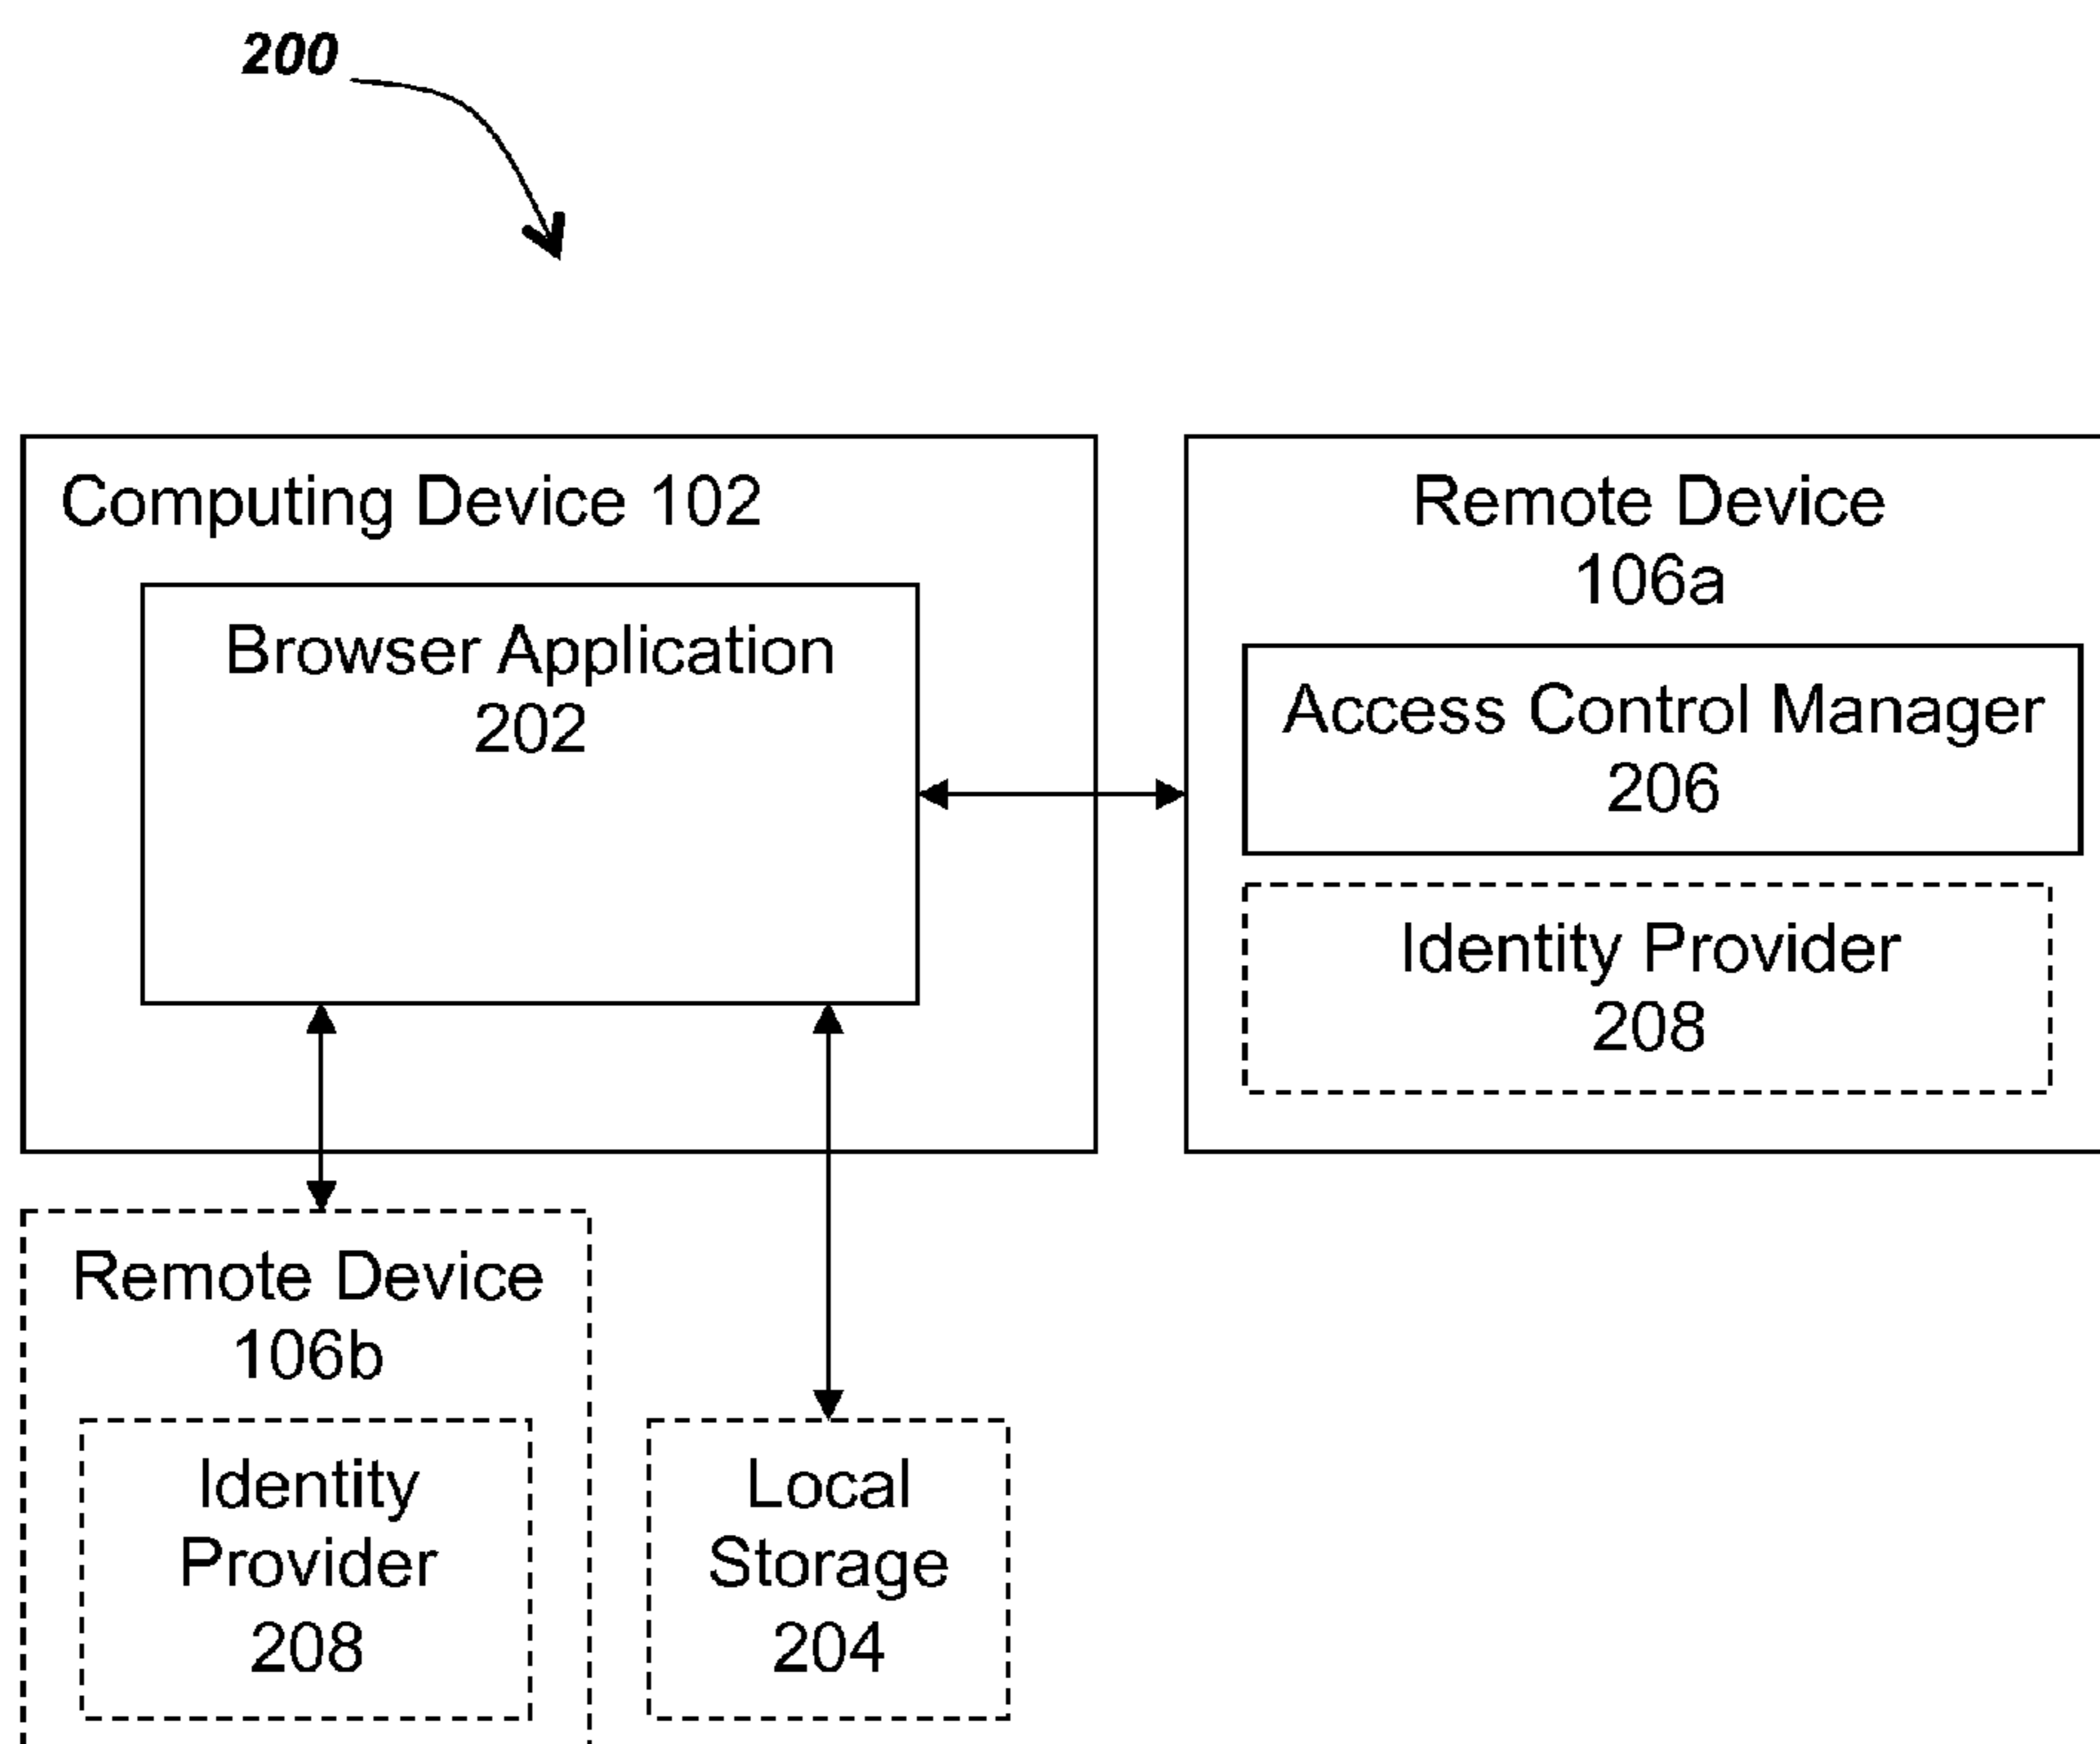 200
Computing Device 102
Browser Application
202
Remote Device
106a
Access Control Manager
206
Identity Provider
208
Remote Device
106b
Identity
Provider
208
Local
Storage
204